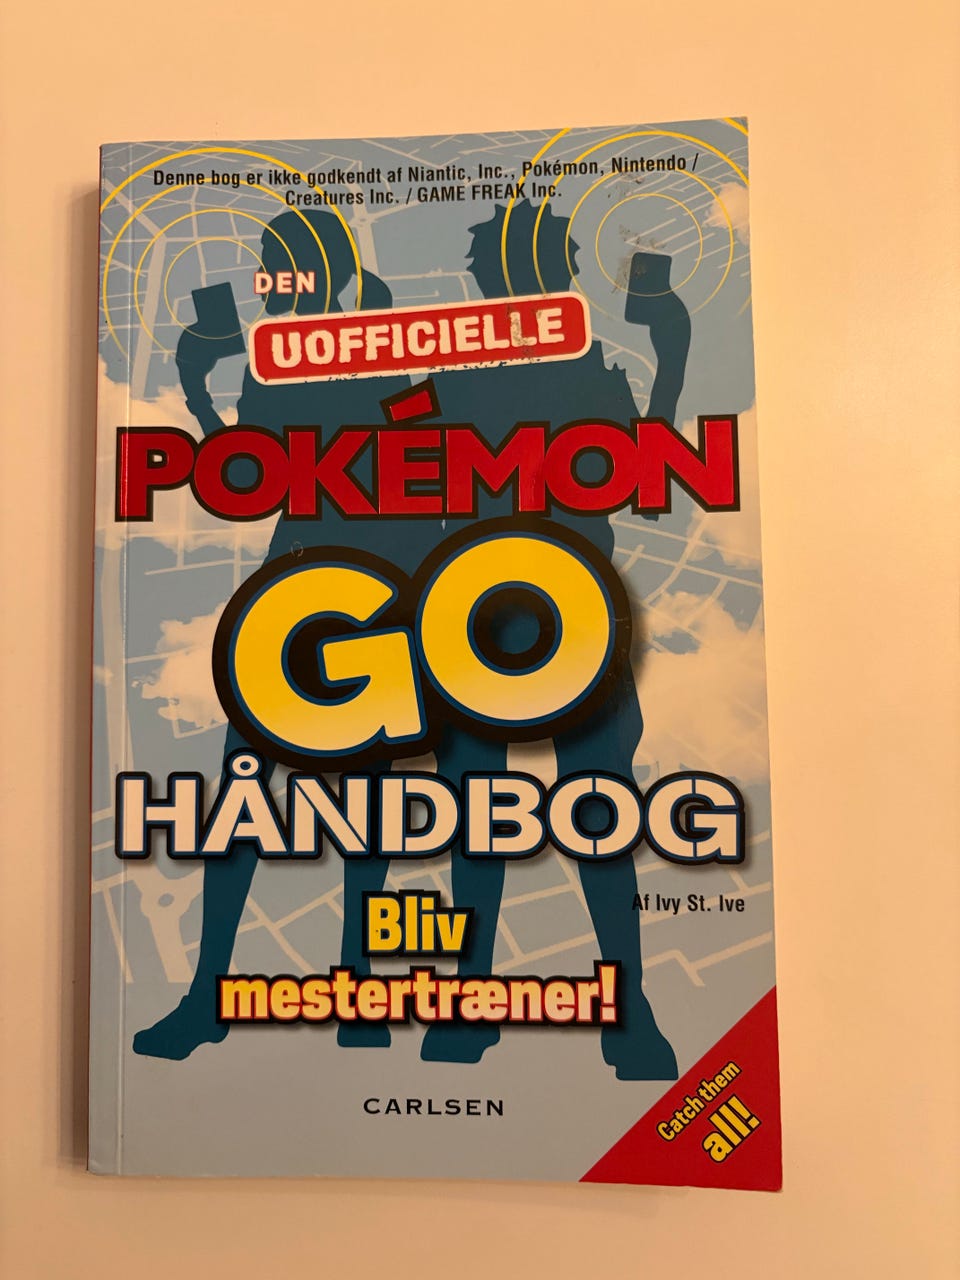 Denne bog er ikke godkendt af Niantic, Inc., Pokémon, Nintendo /
Creatures Inc. / GAME FREAK Inc.
DEN
UOFFICIELLE
POKÉMON
GO
HÅNDBOG
Af Ivy St. Ive
Bliv
mestertræner!
CARLSEN
Catch them
all!